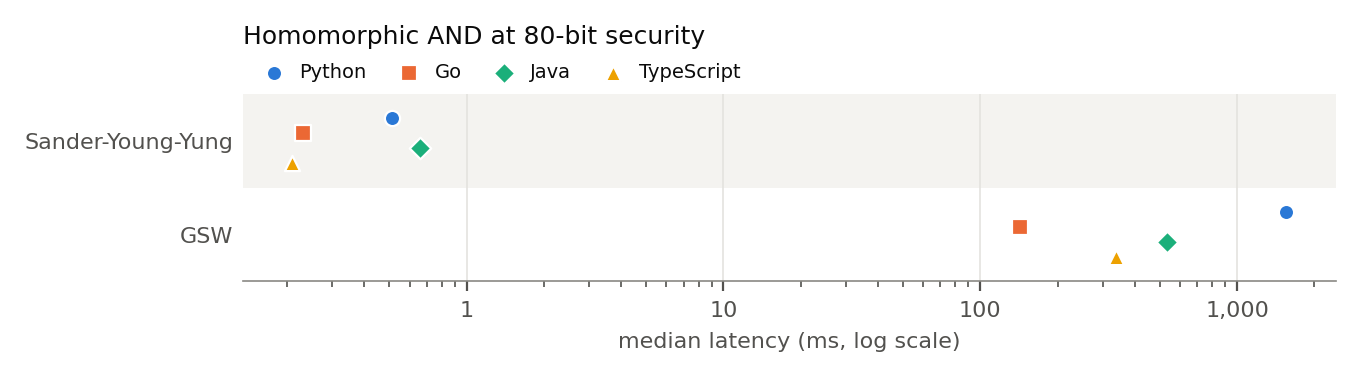 Homomorphic AND at 80-bit security
Python Go Java TypeScript
Sander-Young-Yung
GSW
1 10 100 1,000
median latency (ms, log scale)